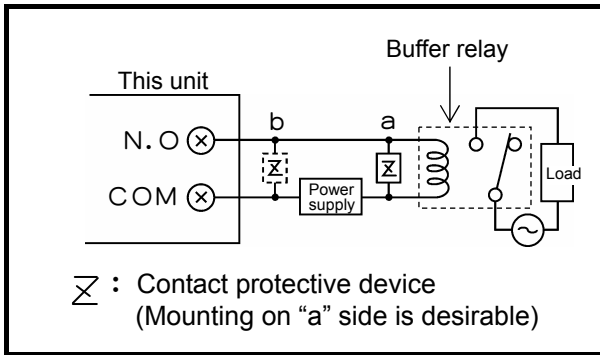 Buffer relay
This unit
N.O
b
a
COM
Power
supply
Load
: Contact protective device
(Mounting on “a” side is desirable)